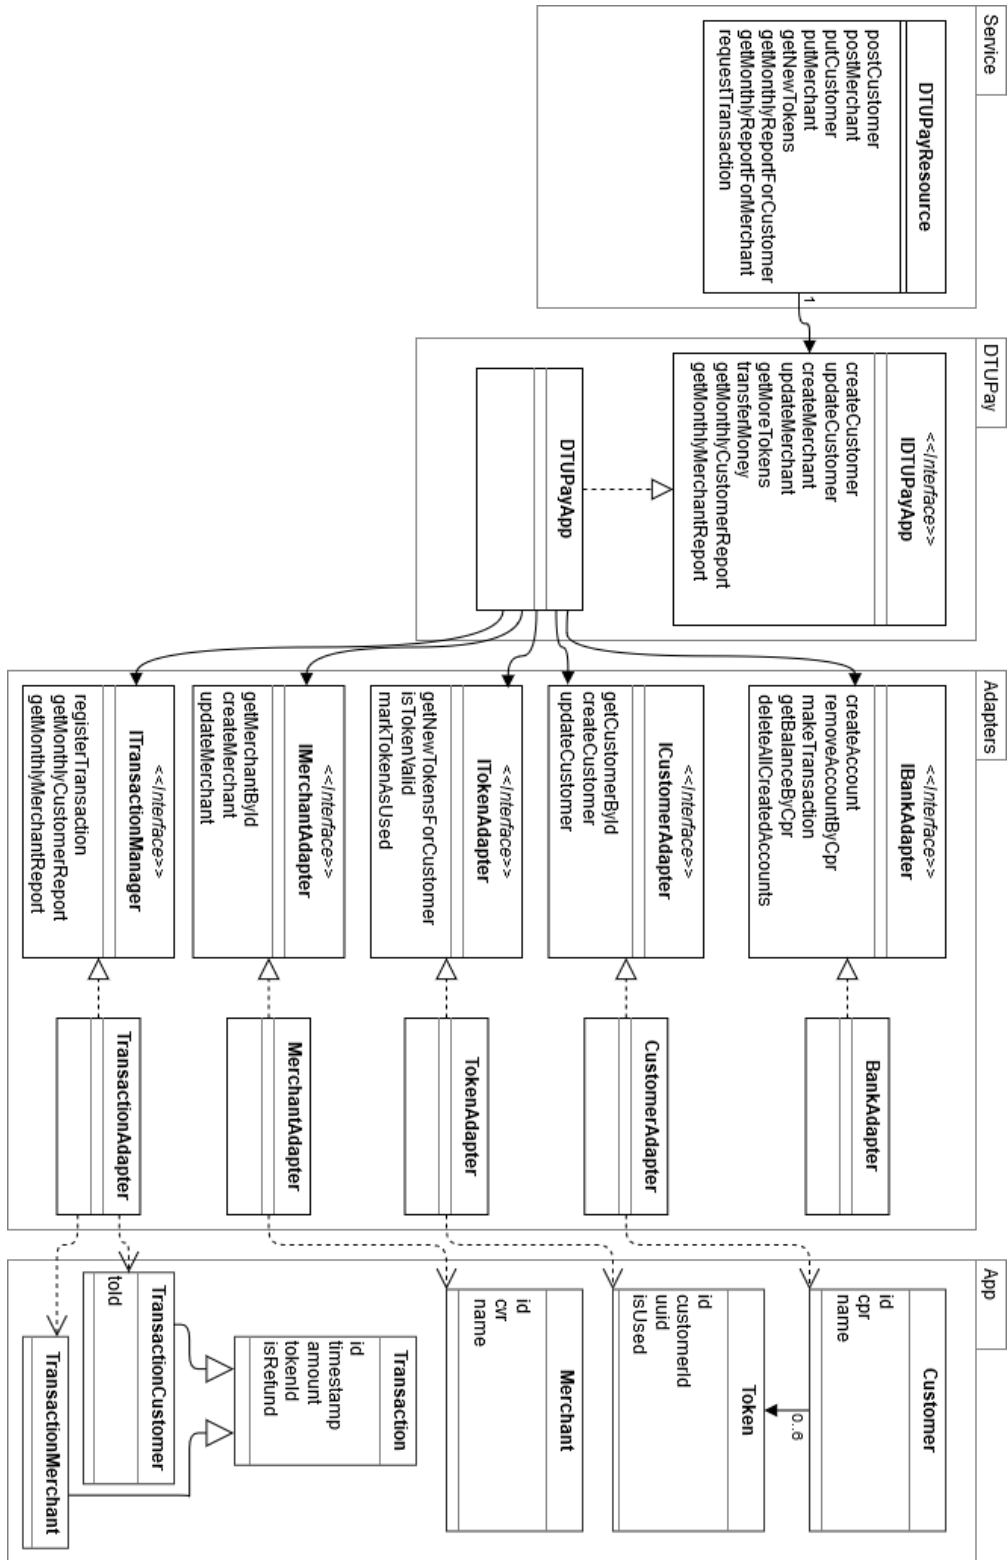 Service
DTUPayResource
postCustomer
postMerchant
putCustomer
putMerchant
getNewTokens
getMonthlyReportForCustomer
getMonthlyReportForMerchant
requestTransaction
1
DTUPay
<<Interface>>
IDTUPayApp
createCustomer
updateCustomer
createMerchant
updateMerchant
getMoreTokens
transferMoney
getMonthlyCustomerReport
getMonthlyMerchantReport
DTUPayApp
Adapters
<<Interface>>
IBankAdapter
createAccount
removeAccountByCpr
makeTransaction
getBalanceByCpr
deleteAllCreatedAccounts
<<Interface>>
ICustomerAdapter
getCustomerById
createCustomer
updateCustomer
<<Interface>>
ITokenAdapter
getNewTokensForCustomer
isTokenValid
markTokenAsUsed
<<Interface>>
IMerchantAdapter
getMerchantById
createMerchant
updateMerchant
<<Interface>>
ITransactionManager
registerTransaction
getMonthlyCustomerReport
getMonthlyMerchantReport
BankAdapter
CustomerAdapter
TokenAdapter
MerchantAdapter
TransactionAdapter
App
Customer
id
cpr
name
0..6
Token
id
customerId
uuid
isUsed
Merchant
id
cvr
name
Transaction
id
timestamp
amount
tokenId
isRefund
TransactionCustomer
toId
TransactionMerchant